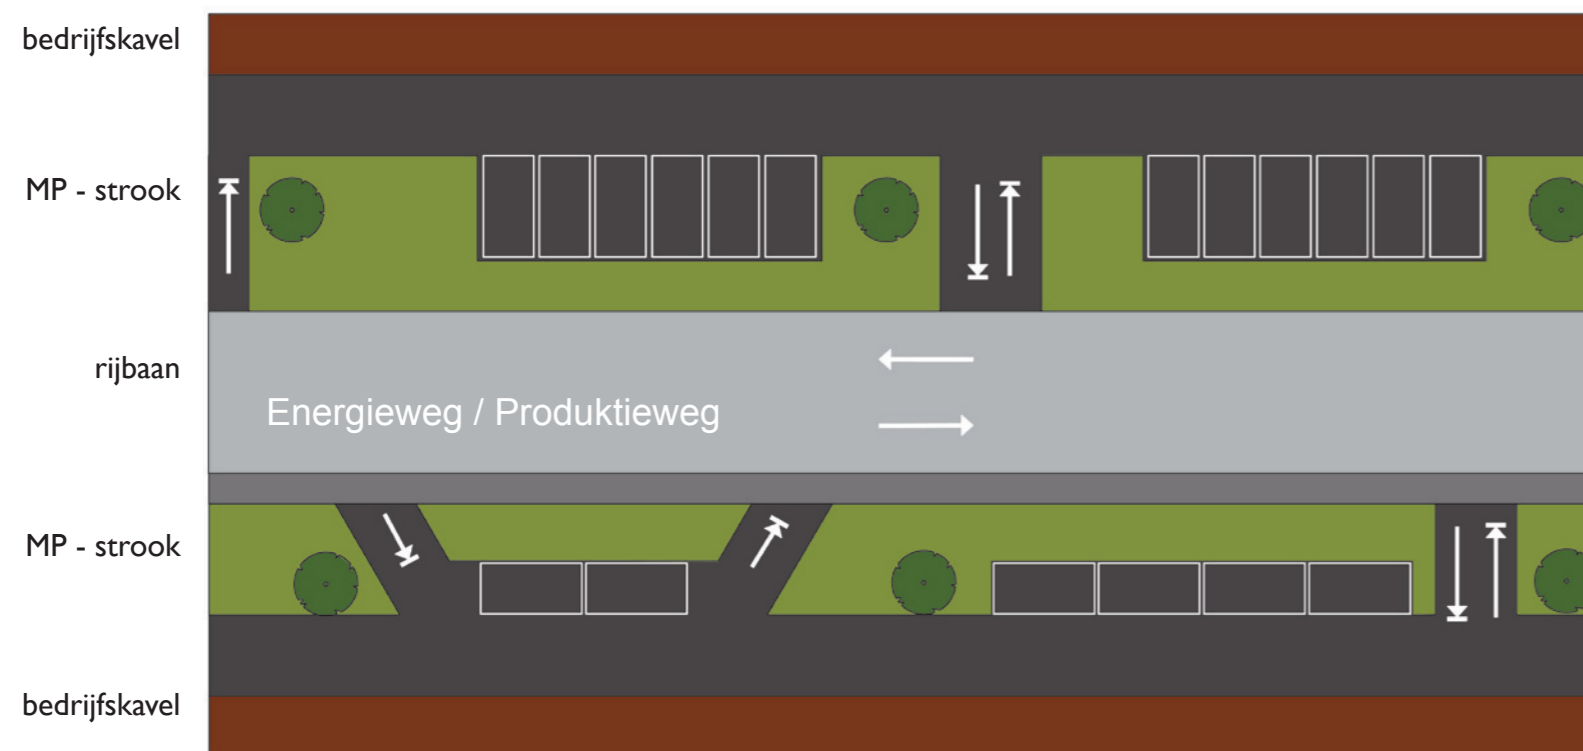 bedrijfskavel
MP - strook
rijbaan
Energieweg / Produktieweg
MP - strook
bedrijfskavel